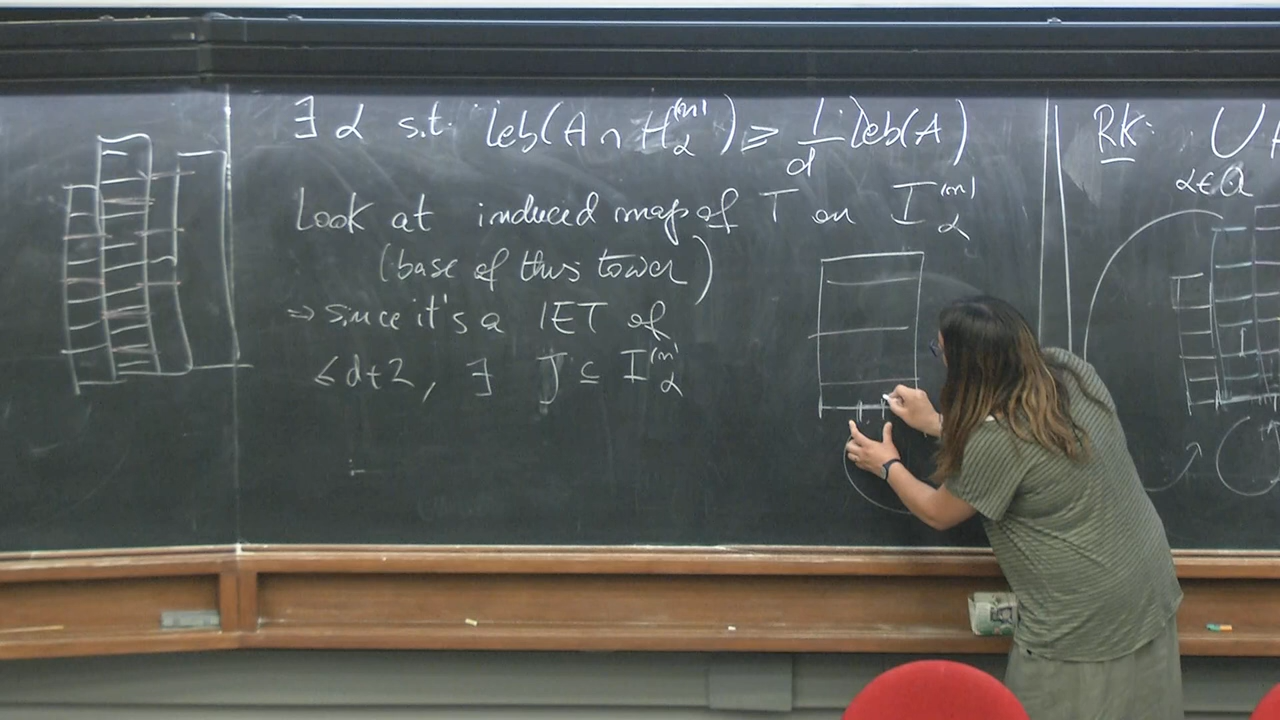 ∃ α s.t. Leb(A ∩ H_α^{(n)}) ≥ 1/d Leb(A)
Look at induced map of T on I_α^{(n)}
(base of this tower)
⇒ since it's a IET of
≤ d+2, ∃ J ⊆ I_α^{(n)}
RK: ∪
α∈Q